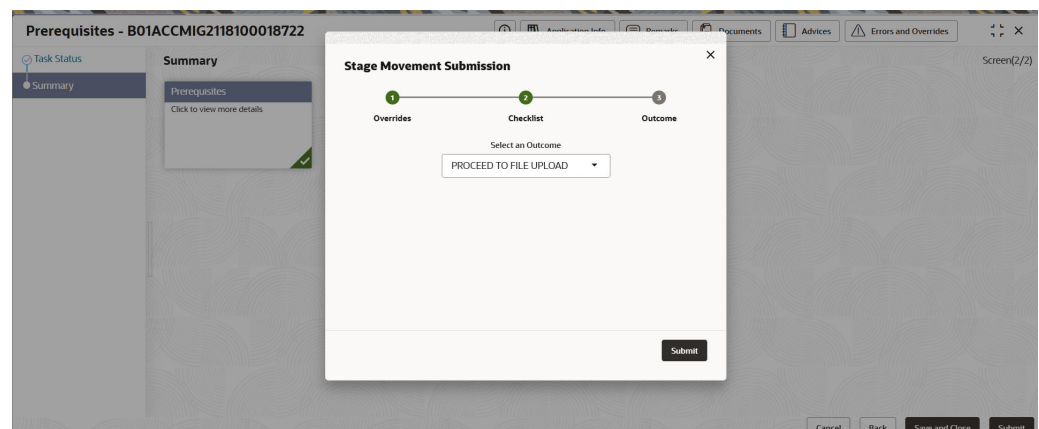 Prerequisites - B01ACCMIG2118100018722
Application Info
Remarks
Documents
Advices
Errors and Overrides
Task Status
Summary
Summary
Screen(2/2)
Prerequisites
Click to view more details
Stage Movement Submission
1
2
3
Overrides
Checklist
Outcome
Select an Outcome
PROCEED TO FILE UPLOAD
Submit
Cancel
Back
Save and Close
Submit